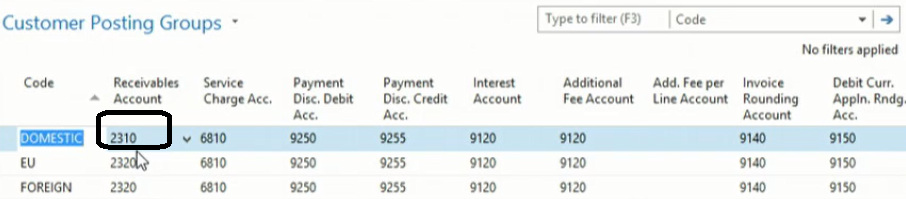 Customer Posting Groups
Type to filter (F3) Code
No filters applied
Code Receivables Service Payment Payment Interest Additional Add. Fee per Invoice Debit Curr.
Account Charge Acc. Disc. Debit Disc. Credit Account Fee Account Line Account Rounding Appln. Rndg.
Acc. Acc. Account Acc.
DOMESTIC 2310 6810 9250 9255 9120 9120 9140 9150
EU 2320 6810 9250 9255 9120 9120 9140 9150
FOREIGN 2320 6810 9250 9255 9120 9120 9140 9150